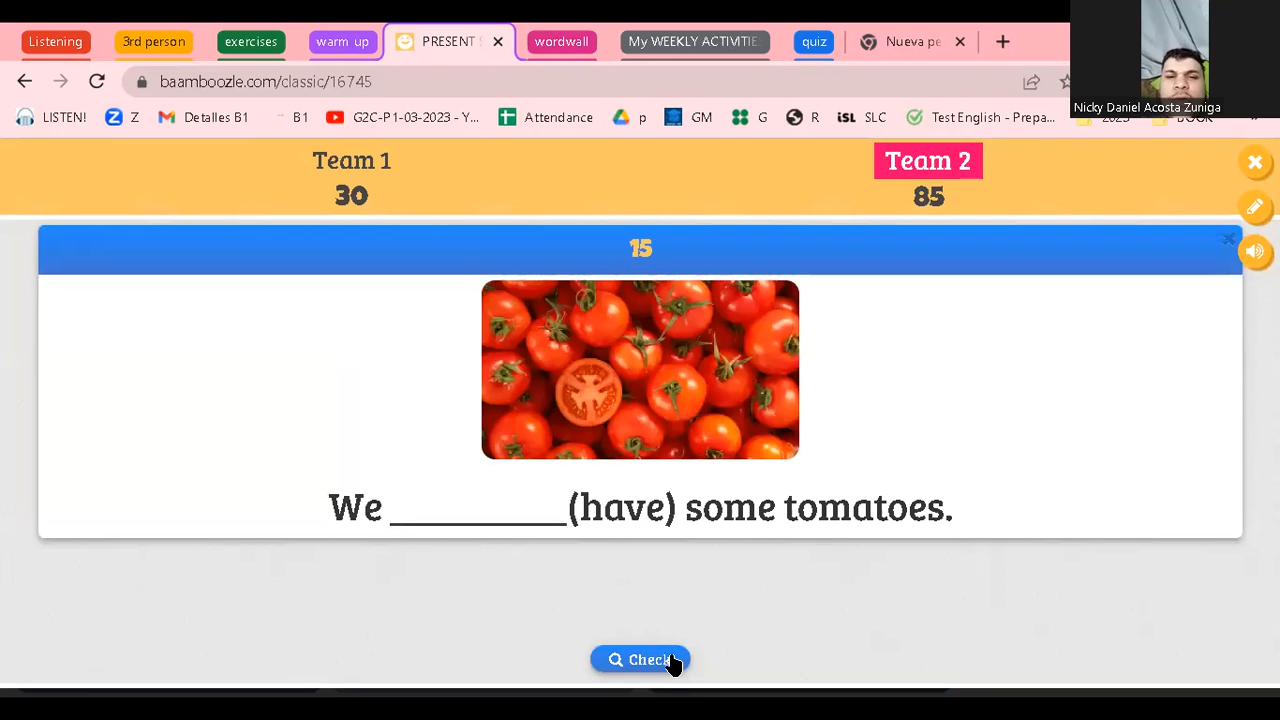 Listening
3rd person
exercises
warm up
PRESENT S
wordwall
My WEEKLY ACTIVITIE
quiz
Nueva pe
baamboozle.com/classic/16745
Nicky Daniel Acosta Zuniga
LISTEN!
Z
Detalles B1
B1
G2C-P1-03-2023 - Y...
Attendance
p
GM
G
R
SLC
Test English - Prepa...
2023
BOOK
Team 1
Team 2
30
85
15
We __________(have) some tomatoes.
Check